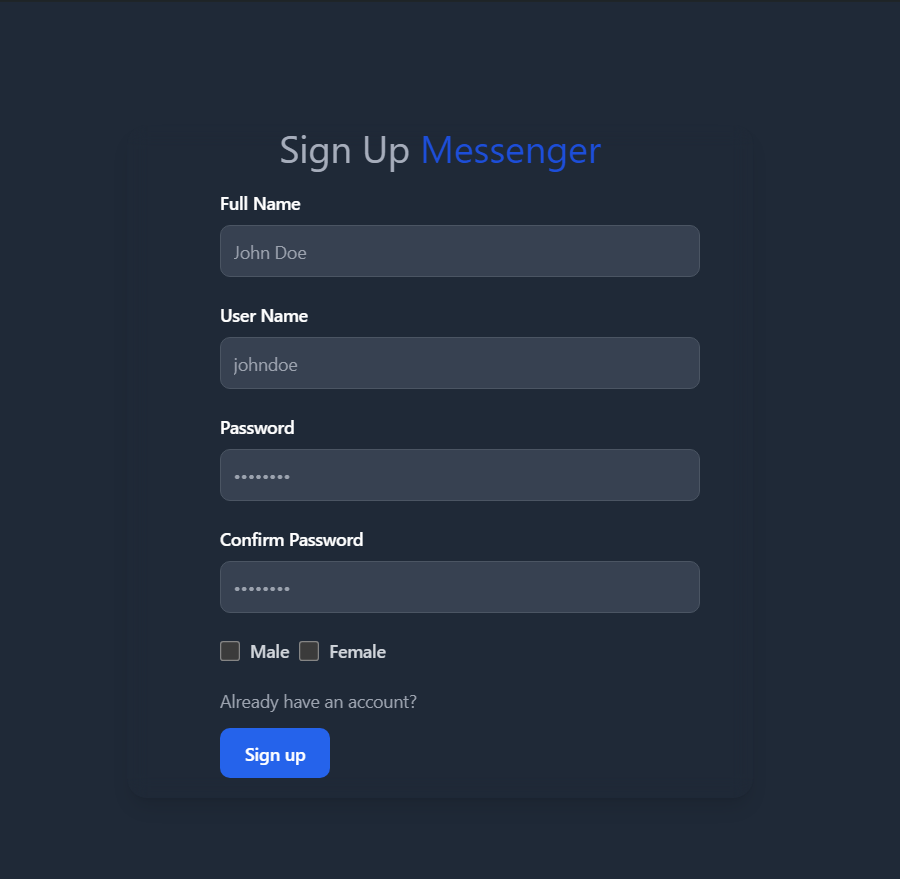 Sign Up Messenger
Full Name
John Doe
User Name
johndoe
Password
••••••••
Confirm Password
••••••••
Male Female
Already have an account?
Sign up